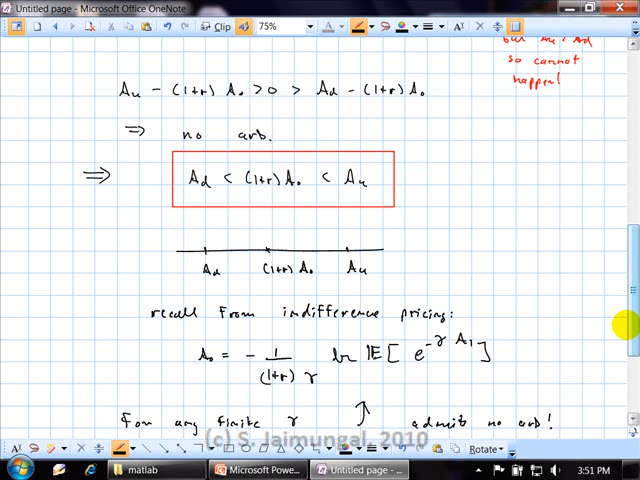 Untitled page - Microsoft OneNote
Clip
75%
but Au > Ad
so cannot
happen!
Au - (1+r) A0 > 0 > Ad - (1+r) A0
⇒ no arb.
⇒ Ad < (1+r) A0 < Au
Ad (1+r) A0 Au
recall from indifference pricing:
A0 = - 1/((1+r) γ) ln 𝔼[ e^{-γ A1} ]
For any finite γ ↑ admit no arb!
(c) S. Jaimungal, 2010
Rotate
matlab
Microsoft Powe...
Untitled page - ...
3:51 PM